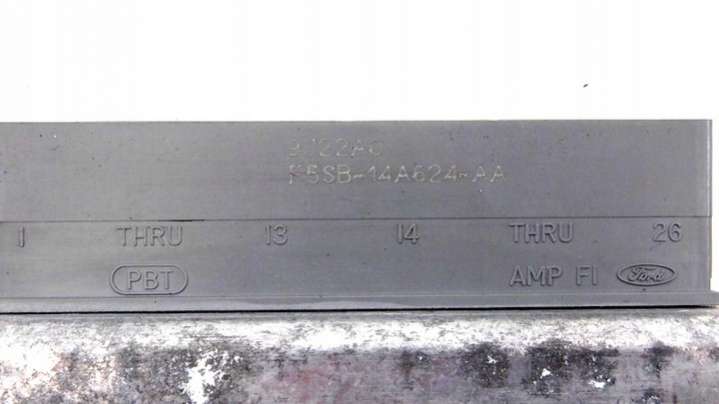 F5SB-14A624-AA
1 THRU 13 14 THRU 26
PBT AMP FI Ford